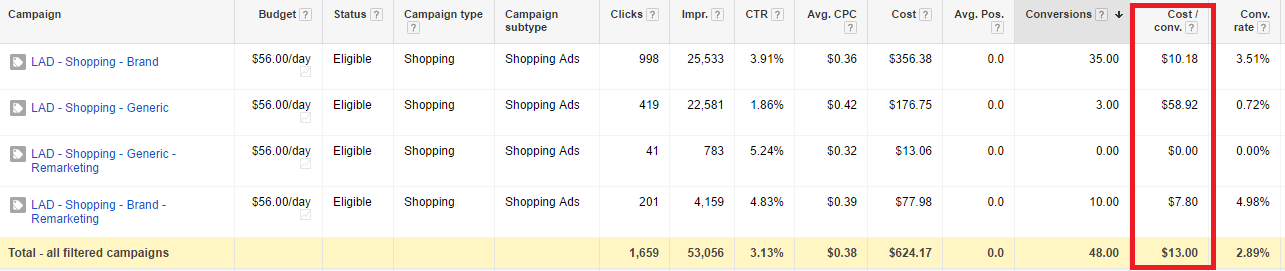 Campaign Budget ? Status ? Campaign type ? Campaign subtype Clicks ? Impr. ? CTR ? Avg. CPC ? Cost ? Avg. Pos. ? Conversions ? ↓ Cost / conv. ? Conv. rate ?
LAD - Shopping - Brand $56.00/day Eligible Shopping Shopping Ads 998 25,533 3.91% $0.36 $356.38 0.0 35.00 $10.18 3.51%
LAD - Shopping - Generic $56.00/day Eligible Shopping Shopping Ads 419 22,581 1.86% $0.42 $176.75 0.0 3.00 $58.92 0.72%
LAD - Shopping - Generic - Remarketing $56.00/day Eligible Shopping Shopping Ads 41 783 5.24% $0.32 $13.06 0.0 0.00 $0.00 0.00%
LAD - Shopping - Brand - Remarketing $56.00/day Eligible Shopping Shopping Ads 201 4,159 4.83% $0.39 $77.98 0.0 10.00 $7.80 4.98%
Total - all filtered campaigns 1,659 53,056 3.13% $0.38 $624.17 0.0 48.00 $13.00 2.89%